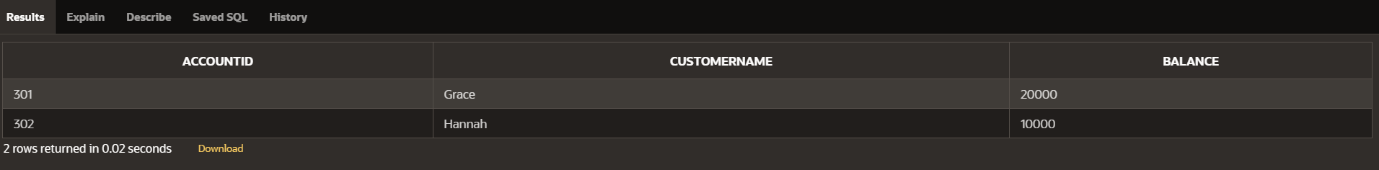 Results Explain Describe Saved SQL History
ACCOUNTID CUSTOMERNAME BALANCE
301 Grace 20000
302 Hannah 10000
2 rows returned in 0.02 seconds Download